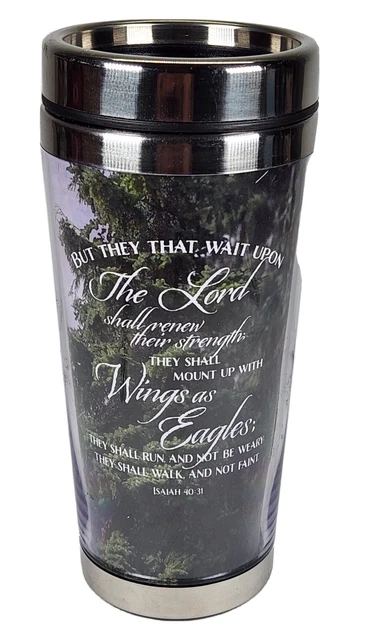 But they that wait upon
The Lord
shall renew
their strength;
they shall
mount up with
Wings as
Eagles;
they shall run, and not be weary
they shall walk, and not faint
Isaiah 40:31